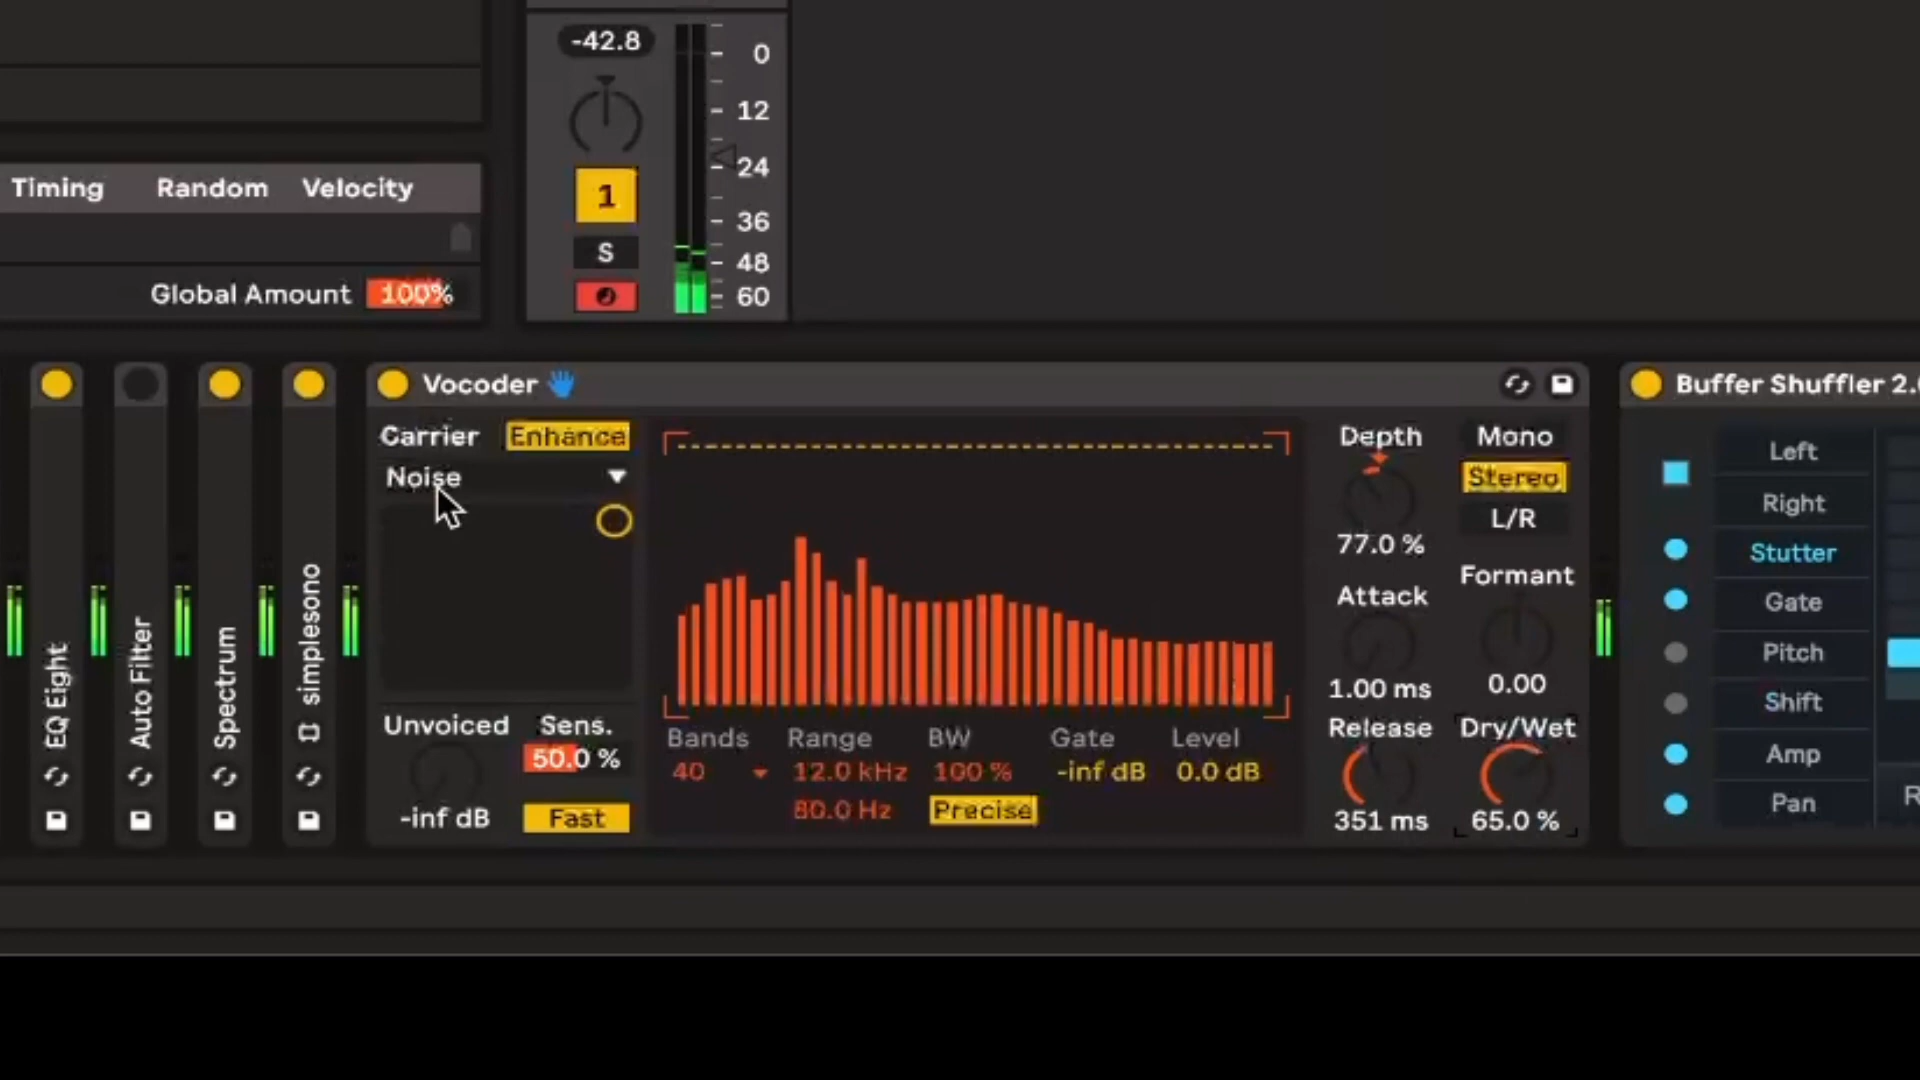 -42.8
0
12
24
36
48
60
1
S
Timing Random Velocity
Global Amount 100%
EQ Eight
Auto Filter
Spectrum
simplesono
Vocoder
Carrier Enhance
Noise
Unvoiced Sens.
50.0 %
-inf dB Fast
Bands Range BW Gate Level
40 12.0 kHz 100 % -inf dB 0.0 dB
80.0 Hz Precise
Depth
77.0 %
Attack
1.00 ms
Release
351 ms
Mono
Stereo
L/R
Formant
0.00
Dry/Wet
65.0 %
Buffer Shuffler 2.
Left
Right
Stutter
Gate
Pitch
Shift
Amp
Pan
R